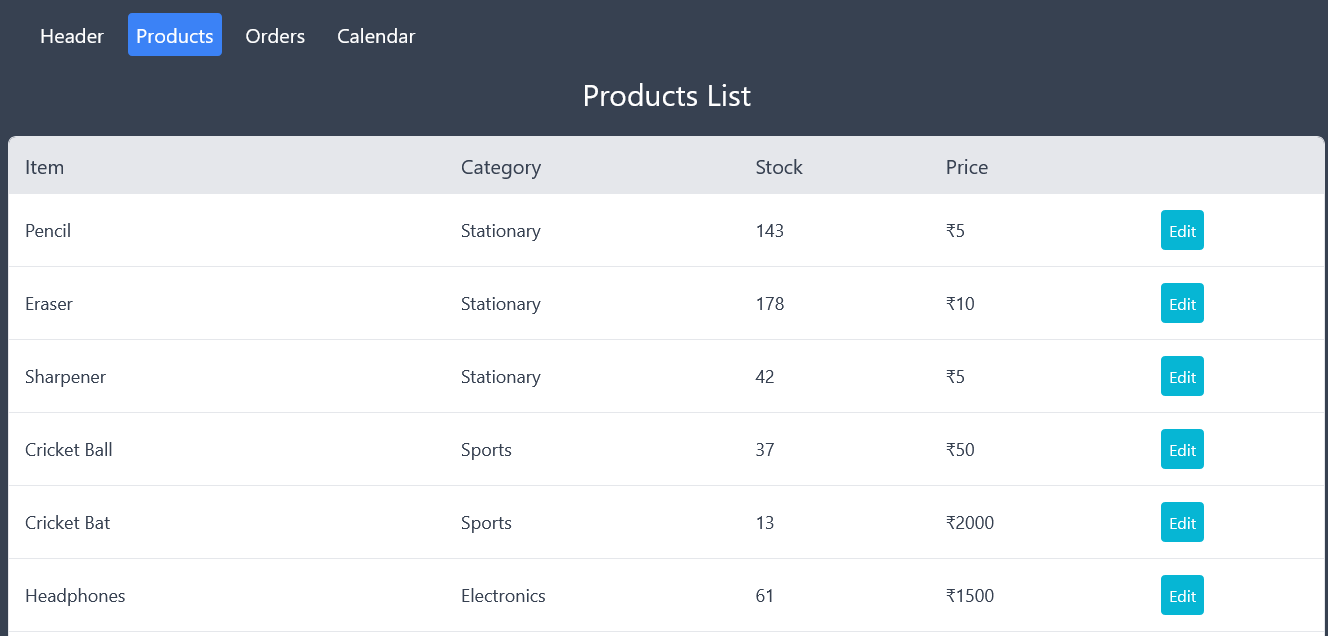 Header Products Orders Calendar
Products List
Item Category Stock Price
Pencil Stationary 143 ₹5 Edit
Eraser Stationary 178 ₹10 Edit
Sharpener Stationary 42 ₹5 Edit
Cricket Ball Sports 37 ₹50 Edit
Cricket Bat Sports 13 ₹2000 Edit
Headphones Electronics 61 ₹1500 Edit